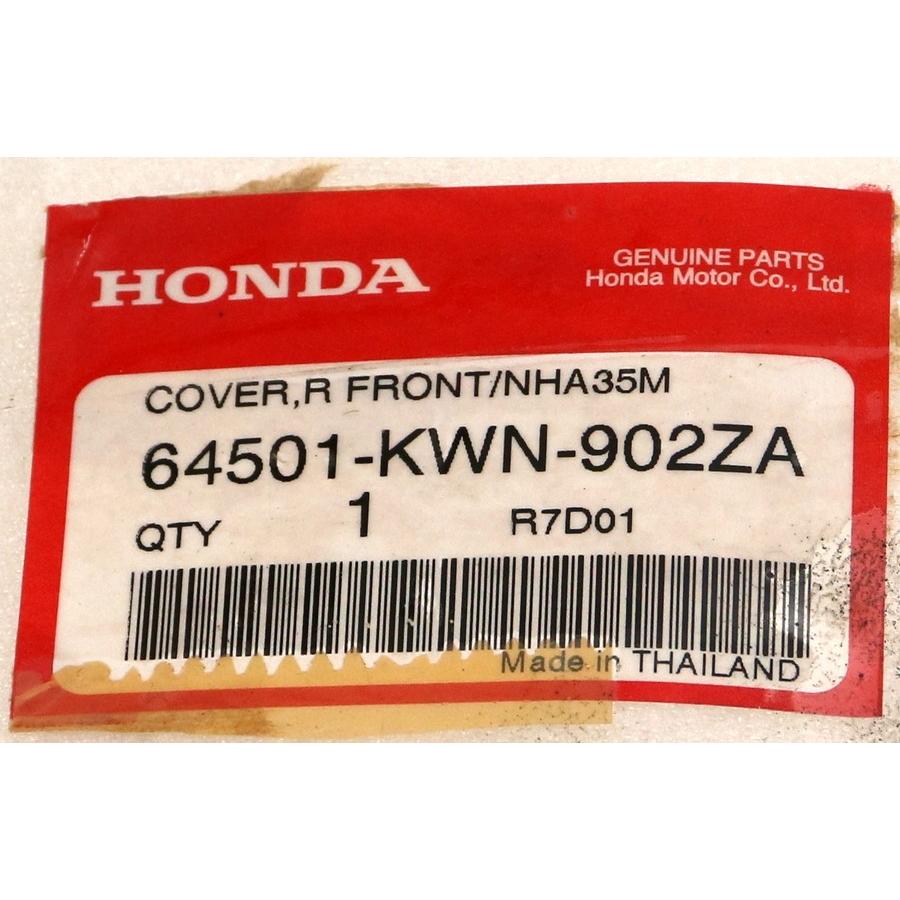 HONDA
GENUINE PARTS
Honda Motor Co., Ltd.
COVER,R FRONT/NHA35M
64501-KWN-902ZA
QTY 1 R7D01
Made in THAILAND